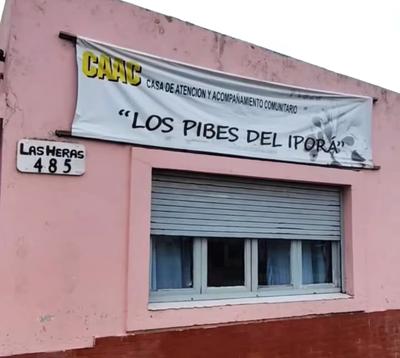 CAAC
CASA DE ATENCION Y ACOMPAÑAMIENTO COMUNITARIO
"LOS PIBES DEL IPORÁ"
LAS HERAS
485